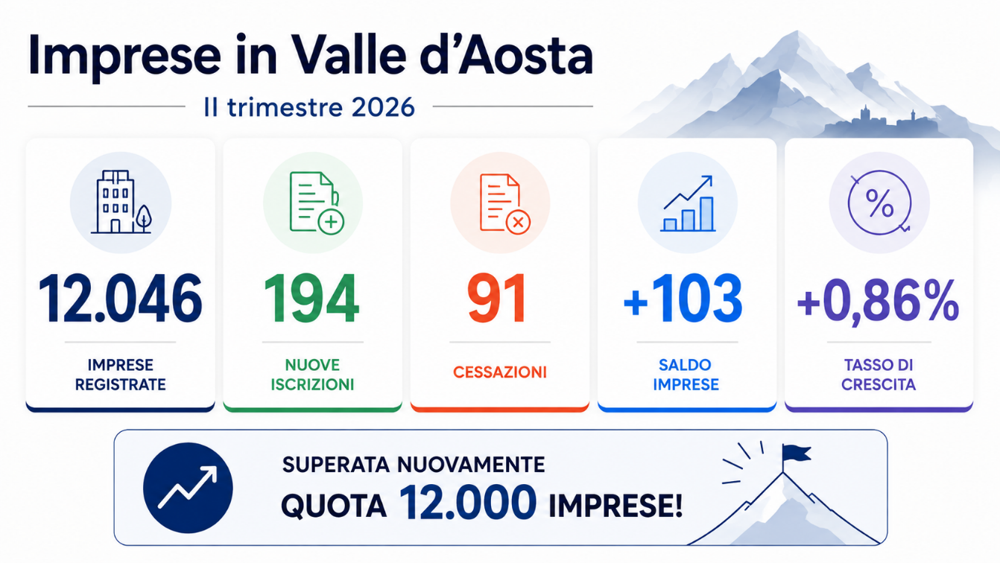 Imprese in Valle d’Aosta
II trimestre 2026
12.046
IMPRESE
REGISTRATE
194
NUOVE
ISCRIZIONI
91
CESSAZIONI
+103
SALDO
IMPRESE
%
+0,86%
TASSO DI
CRESCITA
SUPERATA NUOVAMENTE
QUOTA 12.000 IMPRESE!